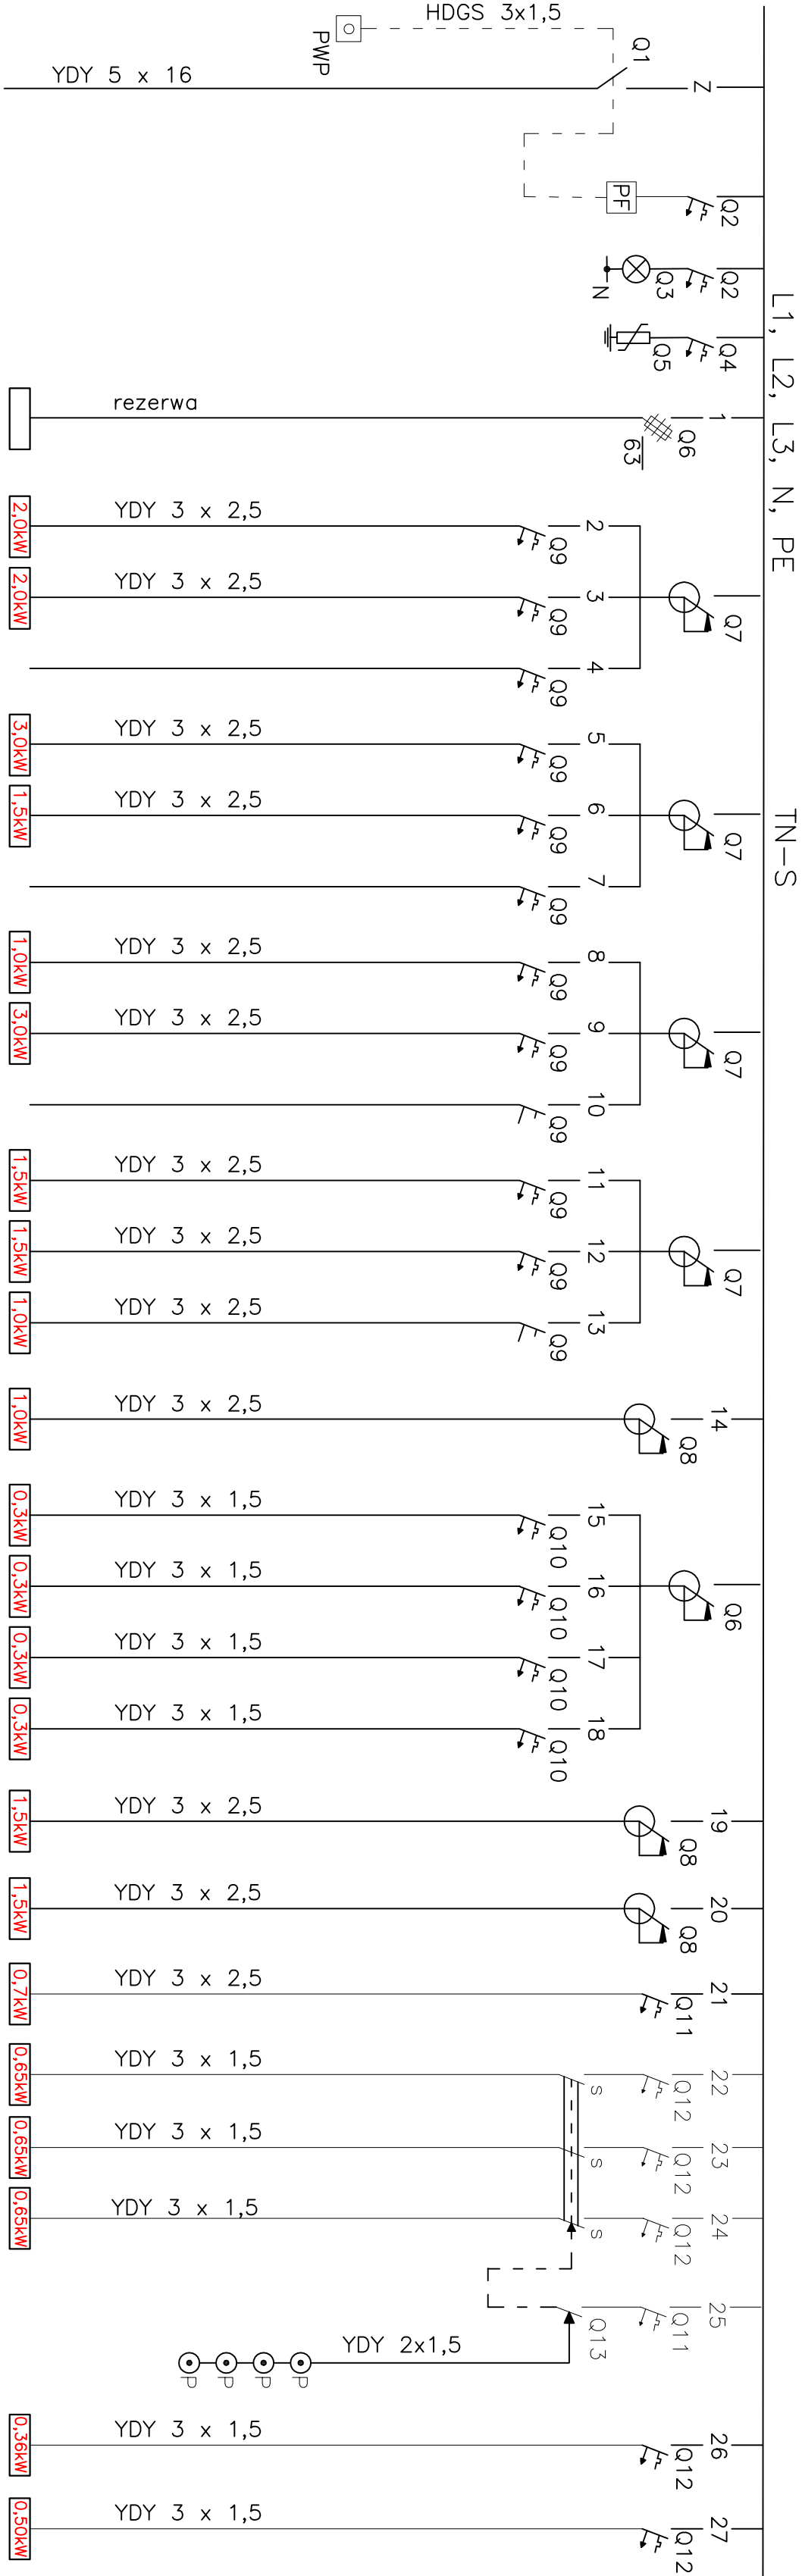 L1, L2, L3, N, PE
TN-S
HDGS 3x1,5
PWP
Q1
YDY 5 x 16
Z
PF
Q2
Q2
Q3
N
Q4
Q5
rezerwa
1
Q6
63
Q7
2
Q9
YDY 3 x 2,5
2,0kW
3
Q9
YDY 3 x 2,5
2,0kW
4
Q9
Q7
5
Q9
YDY 3 x 2,5
3,0kW
6
Q9
YDY 3 x 2,5
1,5kW
7
Q9
Q7
8
Q9
YDY 3 x 2,5
1,0kW
9
Q9
YDY 3 x 2,5
3,0kW
10
Q9
Q7
11
Q9
YDY 3 x 2,5
1,5kW
12
Q9
YDY 3 x 2,5
1,5kW
13
Q9
YDY 3 x 2,5
1,0kW
14
Q8
YDY 3 x 2,5
1,0kW
Q6
15
Q10
YDY 3 x 1,5
0,3kW
16
Q10
YDY 3 x 1,5
0,3kW
17
Q10
YDY 3 x 1,5
0,3kW
18
Q10
YDY 3 x 1,5
0,3kW
19
Q8
YDY 3 x 2,5
1,5kW
20
Q8
YDY 3 x 2,5
1,5kW
21
Q11
YDY 3 x 2,5
0,7kW
22
Q12
s
YDY 3 x 1,5
0,65kW
23
Q12
s
YDY 3 x 1,5
0,65kW
24
Q12
s
YDY 3 x 1,5
0,65kW
25
Q11
Q13
YDY 2x1,5
P
P
P
P
26
Q12
YDY 3 x 1,5
0,36kW
27
Q12
YDY 3 x 1,5
0,50kW